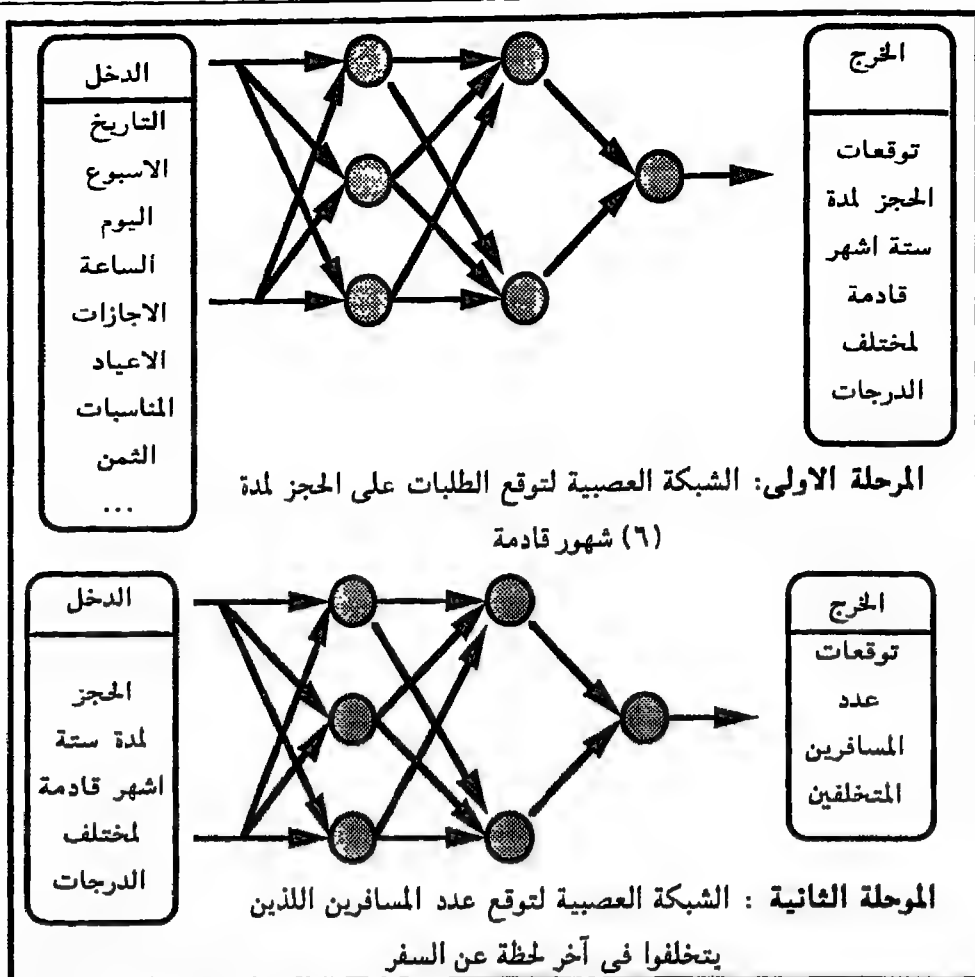 الدخل
التاريخ
الاسبوع
اليوم
الساعة
الاجازات
الاعياد
المناسبات
الثمن
...
الخرج
توقعات
الحجز لمدة
ستة اشهر
قادمة
لمختلف
الدرجات
المرحلة الاولى: الشبكة العصبية لتوقع الطلبات على الحجز لمدة
(٦) شهور قادمة
الدخل
الحجز
لمدة ستة
اشهر قادمة
لمختلف
الدرجات
الخرج
توقعات
عدد
المسافرين
المتخلفين
المرحلة الثانية : الشبكة العصبية لتوقع عدد المسافرين اللذين
يتخلفوا فى آخر لحظة عن السفر